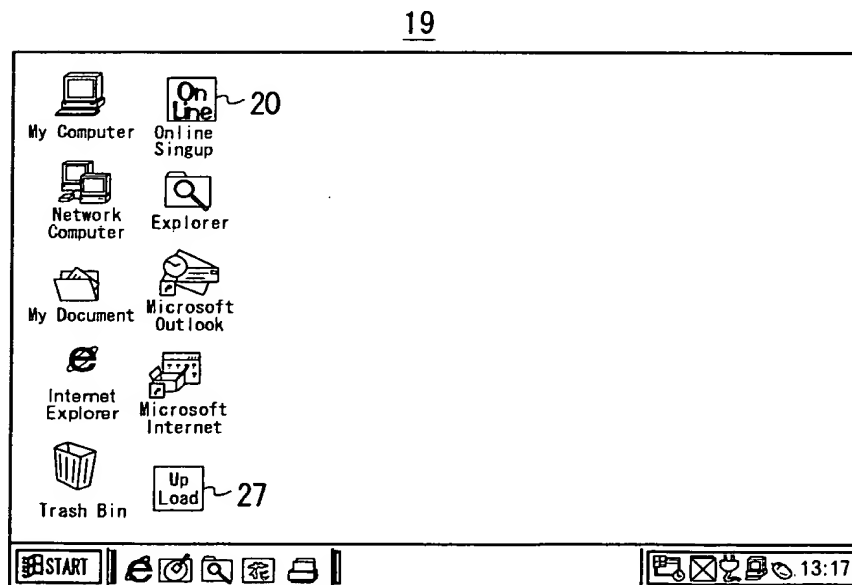 19
My Computer
On
Line
20
Online
Singup
Network
Computer
Explorer
My Document
Microsoft
Outlook
Internet
Explorer
Microsoft
Internet
Trash Bin
Up
Load
27
START
13:17